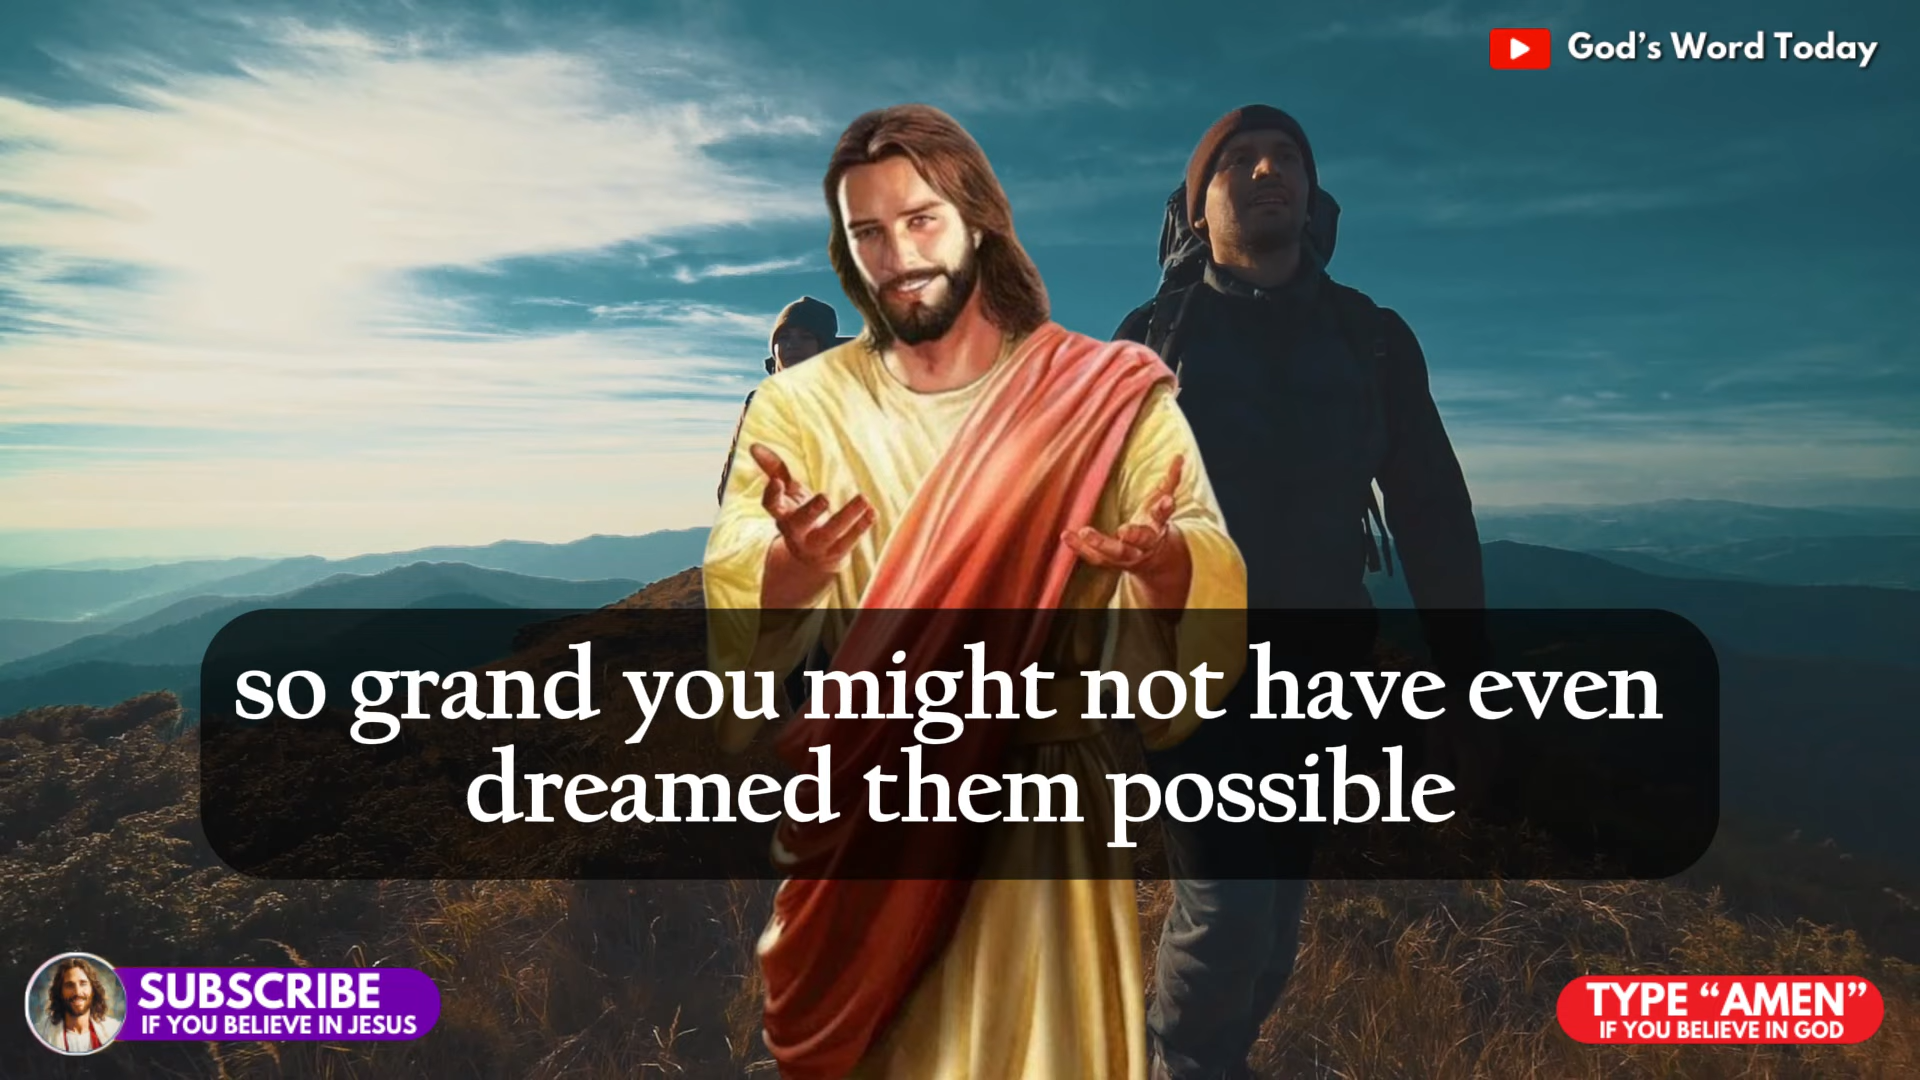 God’s Word Today
so grand you might not have even
dreamed them possible
SUBSCRIBE
IF YOU BELIEVE IN JESUS
TYPE “AMEN”
IF YOU BELIEVE IN GOD